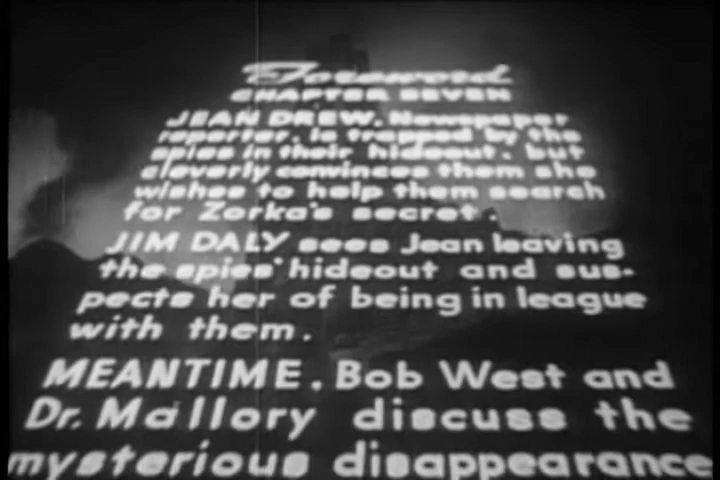 Foreword
CHAPTER SEVEN
JEAN DREW, Newspaper
reporter, is trapped by the
spies in their hideout, but
cleverly convinces them she
wishes to help them search
for Zorka's secret.
JIM DALY sees Jean leaving
the spies' hideout and sus-
pects her of being in league
with them.
MEANTIME, Bob West and
Dr. Mallory discuss the
mysterious disappearance